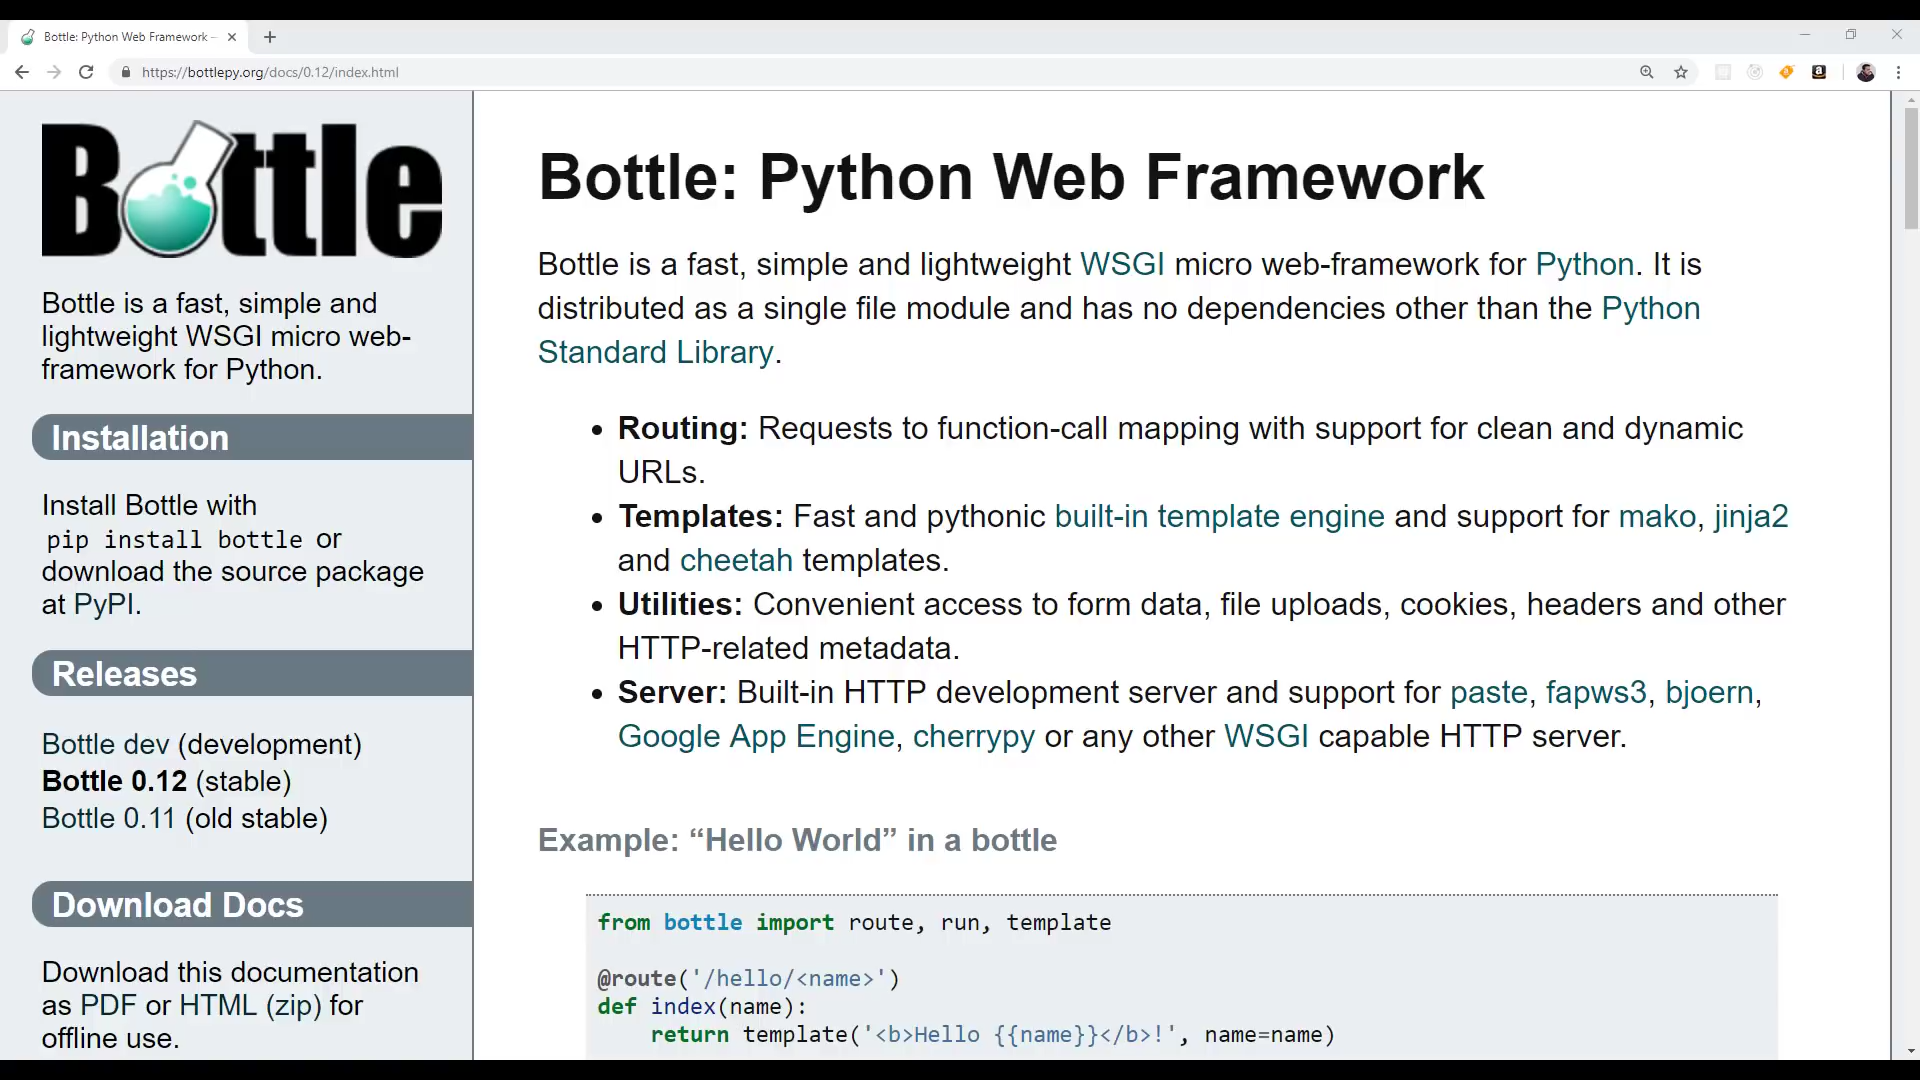 Bottle: Python Web Framework –
https://bottlepy.org/docs/0.12/index.html
Bottle
Bottle is a fast, simple and
lightweight WSGI micro web-
framework for Python.
Installation
Install Bottle with
pip install bottle or
download the source package
at PyPI.
Releases
Bottle dev (development)
Bottle 0.12 (stable)
Bottle 0.11 (old stable)
Download Docs
Download this documentation
as PDF or HTML (zip) for
offline use.
Bottle: Python Web Framework
Bottle is a fast, simple and lightweight WSGI micro web-framework for Python. It is
distributed as a single file module and has no dependencies other than the Python
Standard Library.
• Routing: Requests to function-call mapping with support for clean and dynamic
URLs.
• Templates: Fast and pythonic built-in template engine and support for mako, jinja2
and cheetah templates.
• Utilities: Convenient access to form data, file uploads, cookies, headers and other
HTTP-related metadata.
• Server: Built-in HTTP development server and support for paste, fapws3, bjoern,
Google App Engine, cherrypy or any other WSGI capable HTTP server.
Example: “Hello World” in a bottle
from bottle import route, run, template
@route('/hello/<name>')
def index(name):
    return template('<b>Hello {{name}}</b>!', name=name)